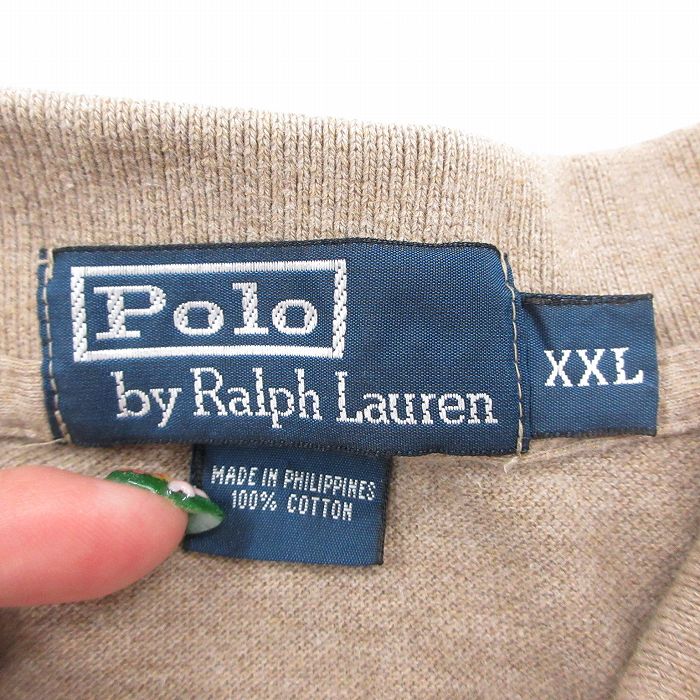 Polo
by Ralph Lauren
XXL
MADE IN PHILIPPINES
100% COTTON